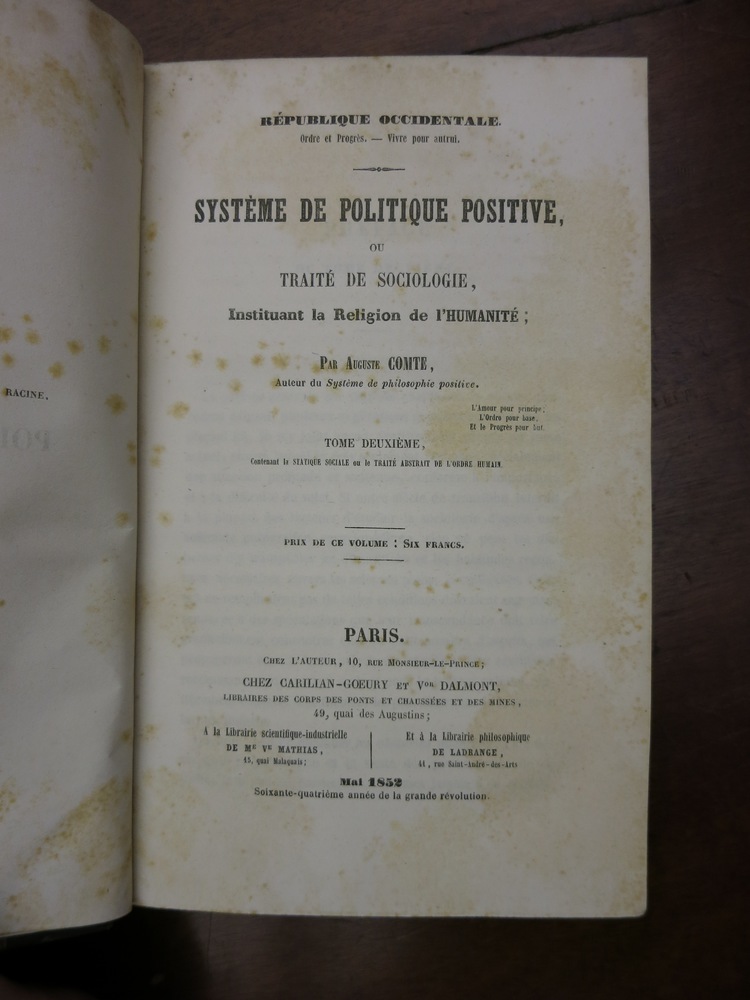 RACINE,
RÉPUBLIQUE OCCIDENTALE.
Ordre et Progrès. — Vivre pour autrui.
SYSTÈME DE POLITIQUE POSITIVE,
OU
TRAITÉ DE SOCIOLOGIE,
Instituant la Religion de l'HUMANITÉ ;
PAR AUGUSTE COMTE,
Auteur du Système de philosophie positive.
L'Amour pour principe;
L'Ordre pour base,
Et le Progrès pour but.
TOME DEUXIÈME,
Contenant la STATIQUE SOCIALE ou le TRAITÉ ABSTRAIT DE L'ORDRE HUMAIN.
PRIX DE CE VOLUME : SIX FRANCS.
PARIS.
CHEZ L'AUTEUR, 10, RUE MONSIEUR-LE-PRINCE;
CHEZ CARILIAN-GŒURY ET Vor DALMONT,
LIBRAIRES DES CORPS DES PONTS ET CHAUSSÉES ET DES MINES,
49, quai des Augustins;
A la Librairie scientifique-industrielle
DE ME VE MATHIAS,
15, quai Malaquais;
Et à la Librairie philosophique
DE LADRANGE,
41, rue Saint-André-des-Arts
Mai 1852
Soixante-quatrième année de la grande révolution.